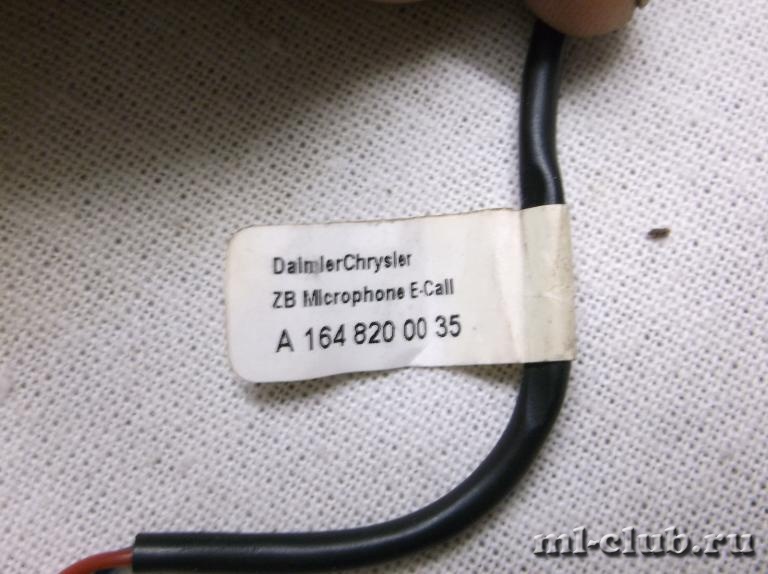 DaimlerChrysler
ZB Microphone E-Call
A 164 820 00 35
ml-club.ru